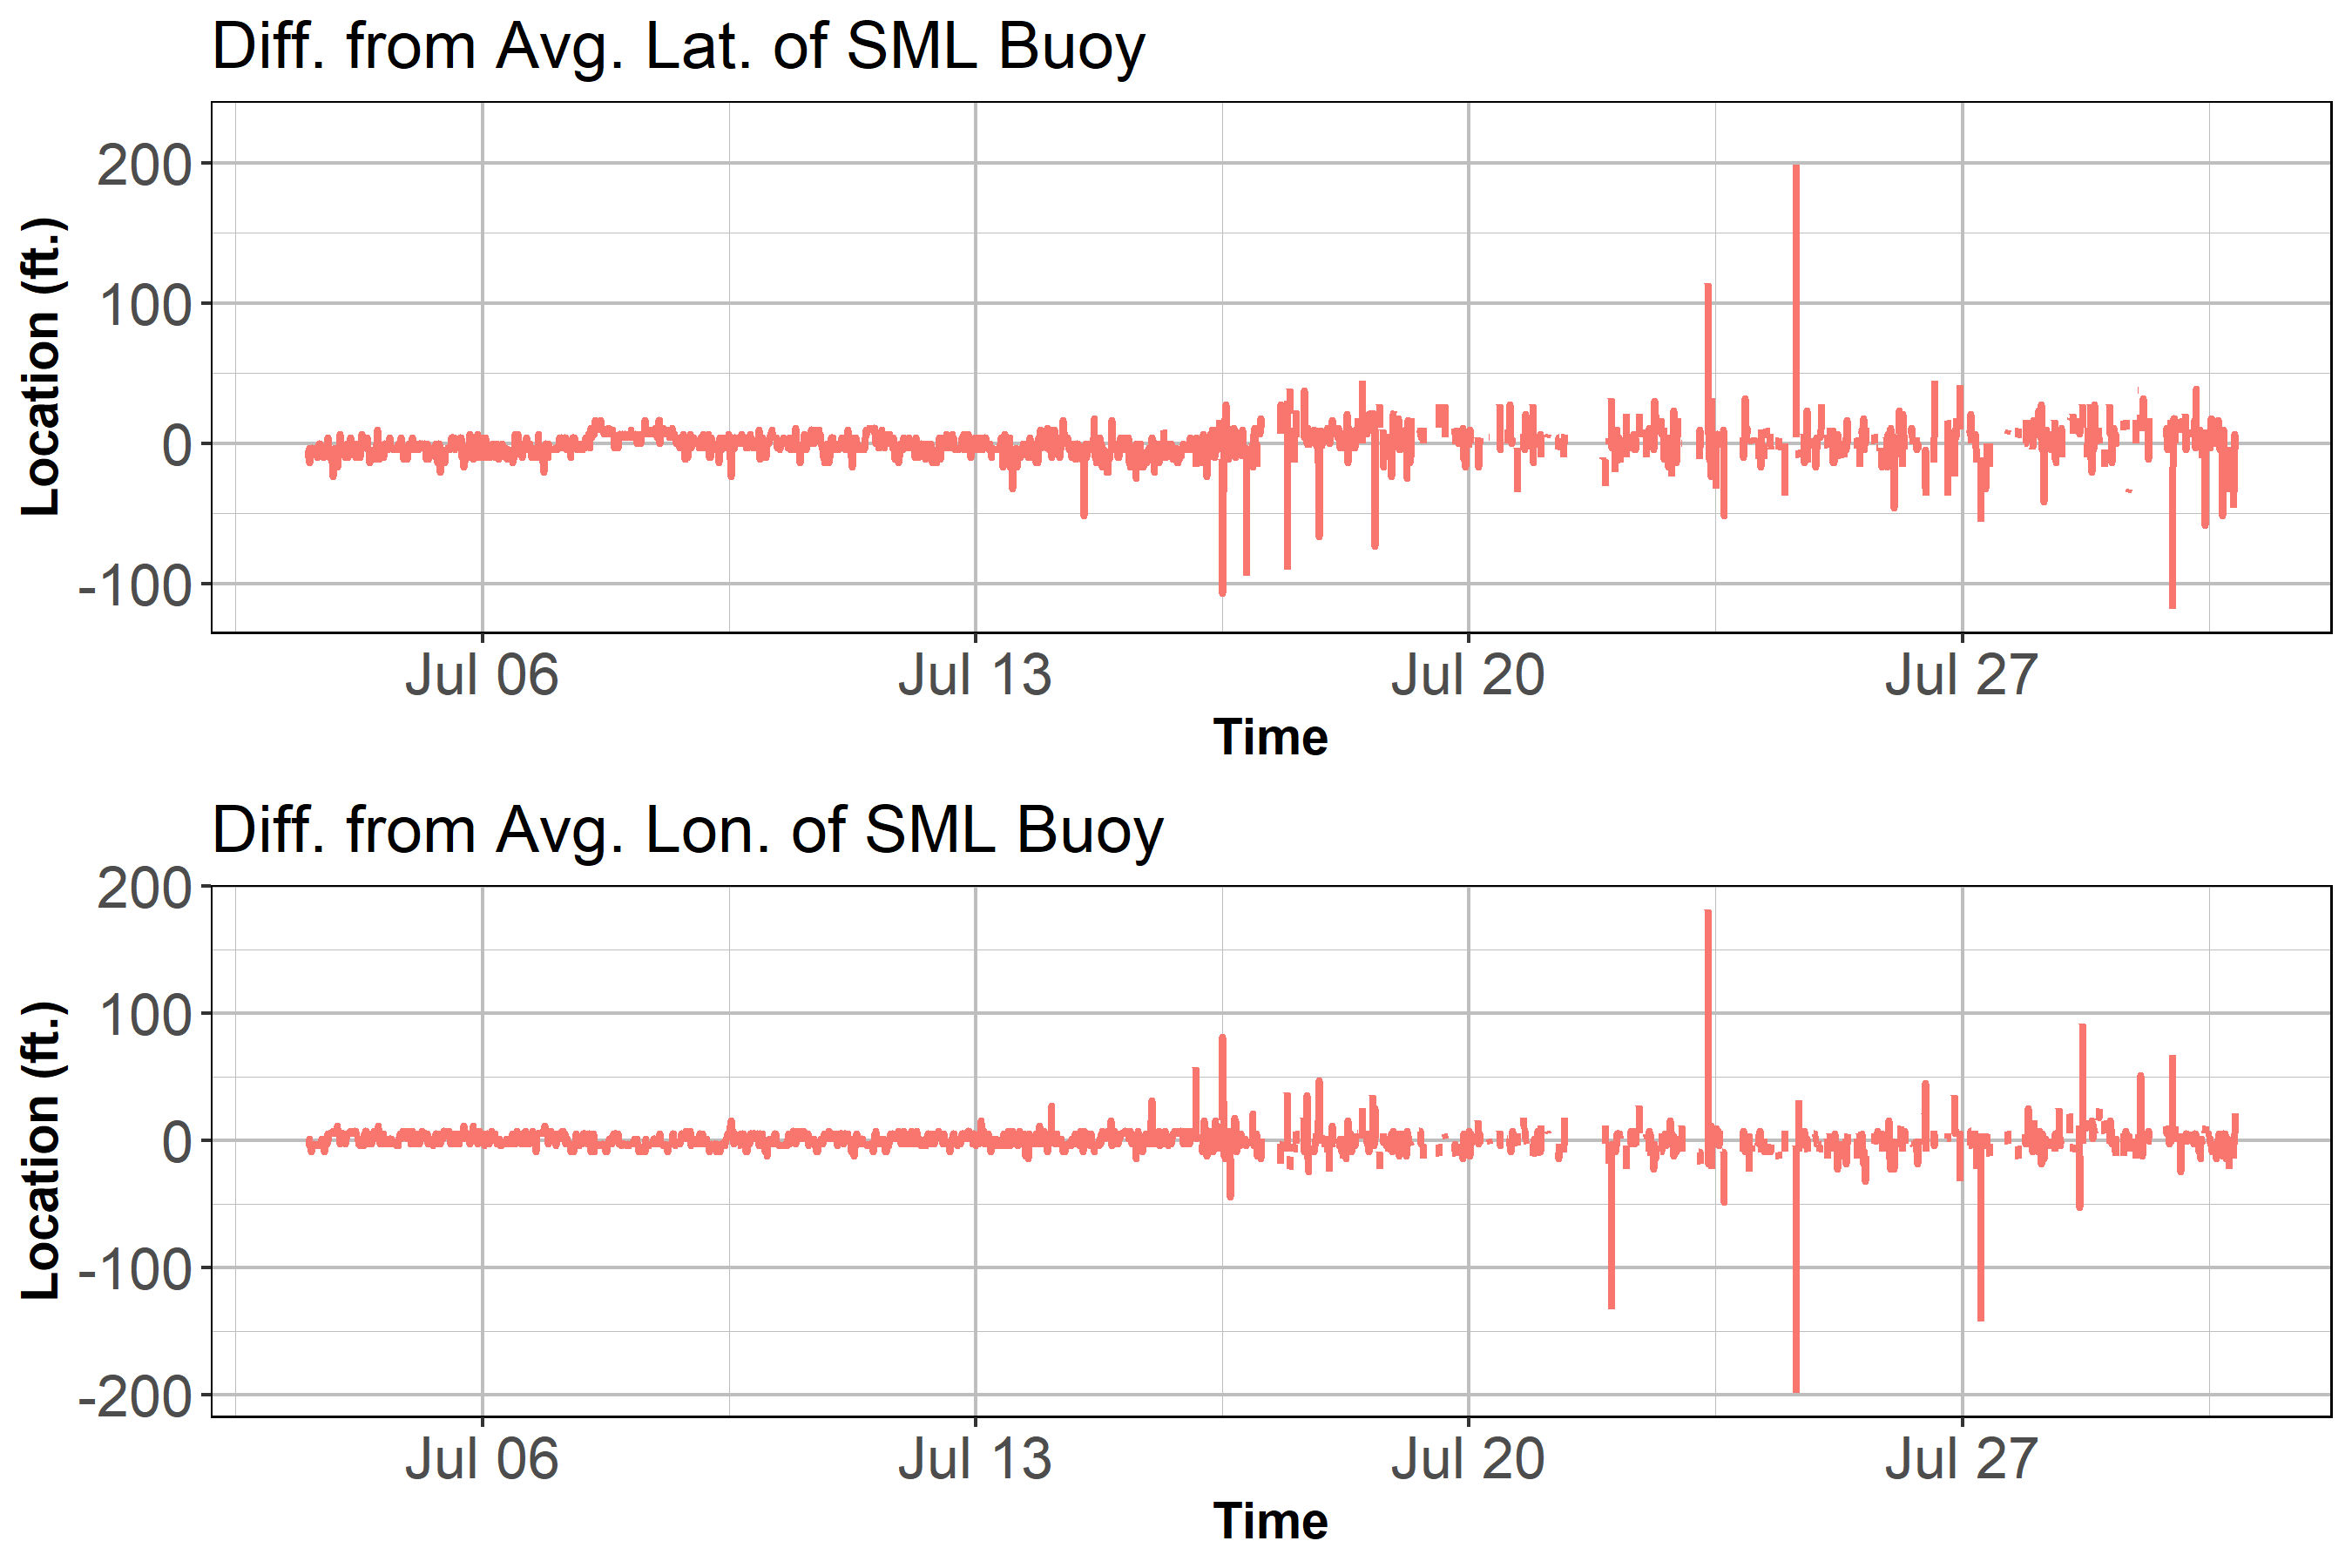 Diff. from Avg. Lat. of SML Buoy
Location (ft.)
200
100
0
-100
Jul 06 Jul 13 Jul 20 Jul 27
Time
Diff. from Avg. Lon. of SML Buoy
Location (ft.)
200
100
0
-100
-200
Jul 06 Jul 13 Jul 20 Jul 27
Time